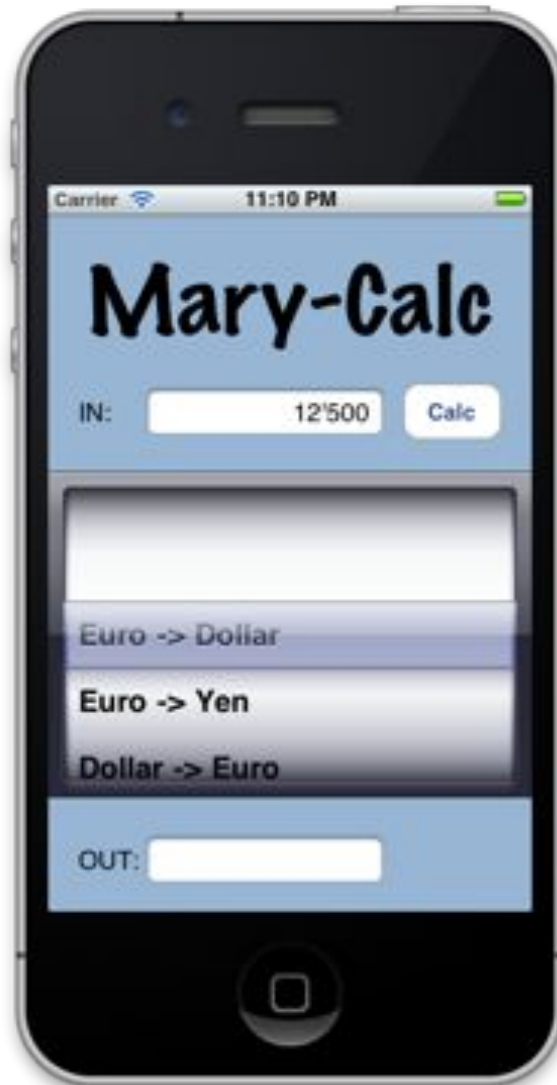 Carrier 11:10 PM
Mary-Calc
IN: 12'500 Calc
Euro -> Dollar
Euro -> Yen
Dollar -> Euro
OUT: